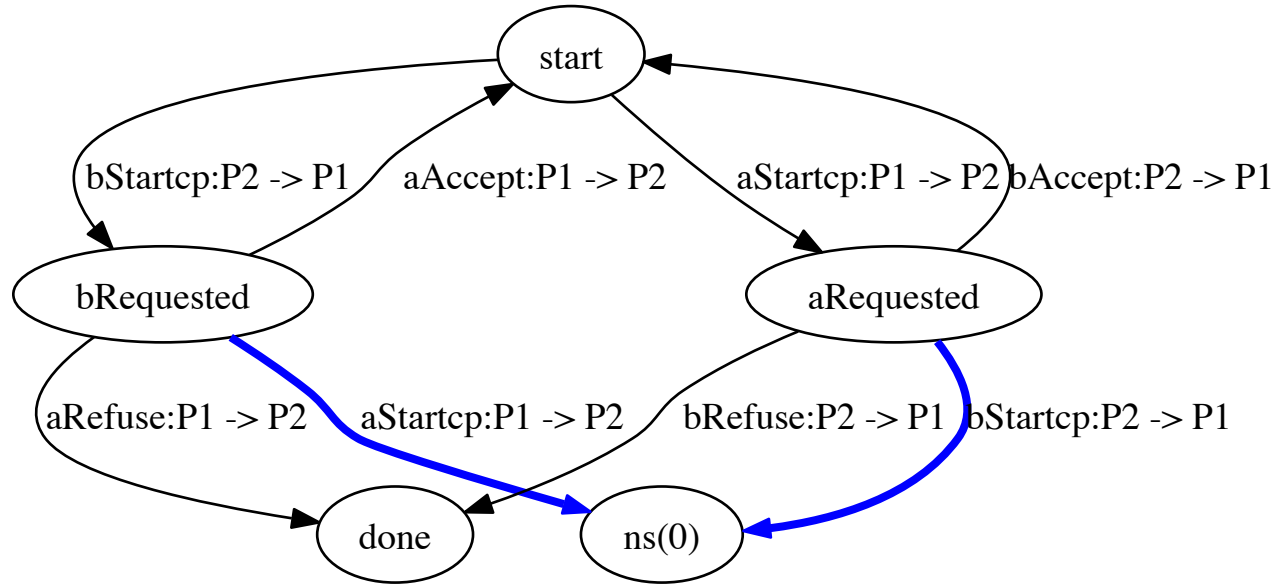 start
bStartcp:P2 -> P1
aAccept:P1 -> P2
aStartcp:P1 -> P2
bAccept:P2 -> P1
bRequested
aRequested
aRefuse:P1 -> P2
aStartcp:P1 -> P2
bRefuse:P2 -> P1
bStartcp:P2 -> P1
done
ns(0)